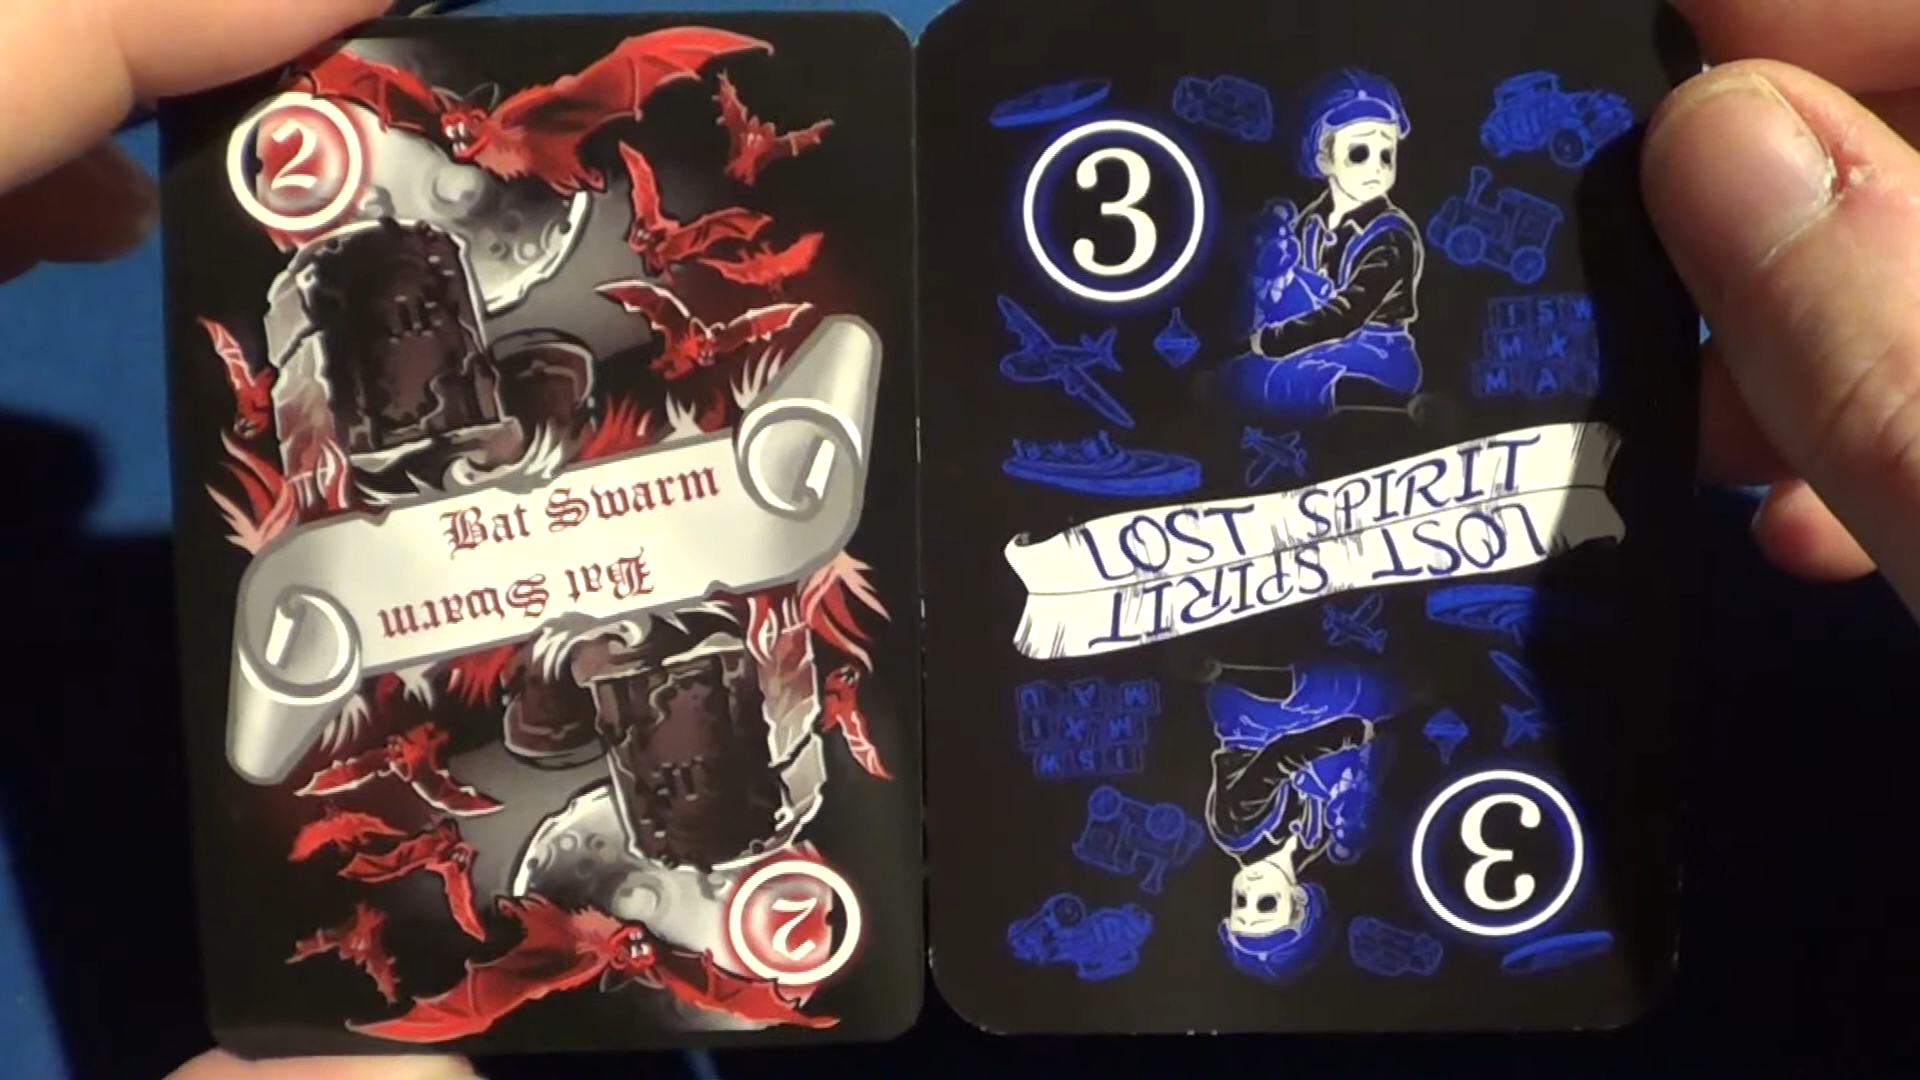 2
Bat Swarm
Bat Swarm
2
3
I S W
M X
M A
LOST SPIRIT
LOST SPIRIT
M A
M X I
I S W
3